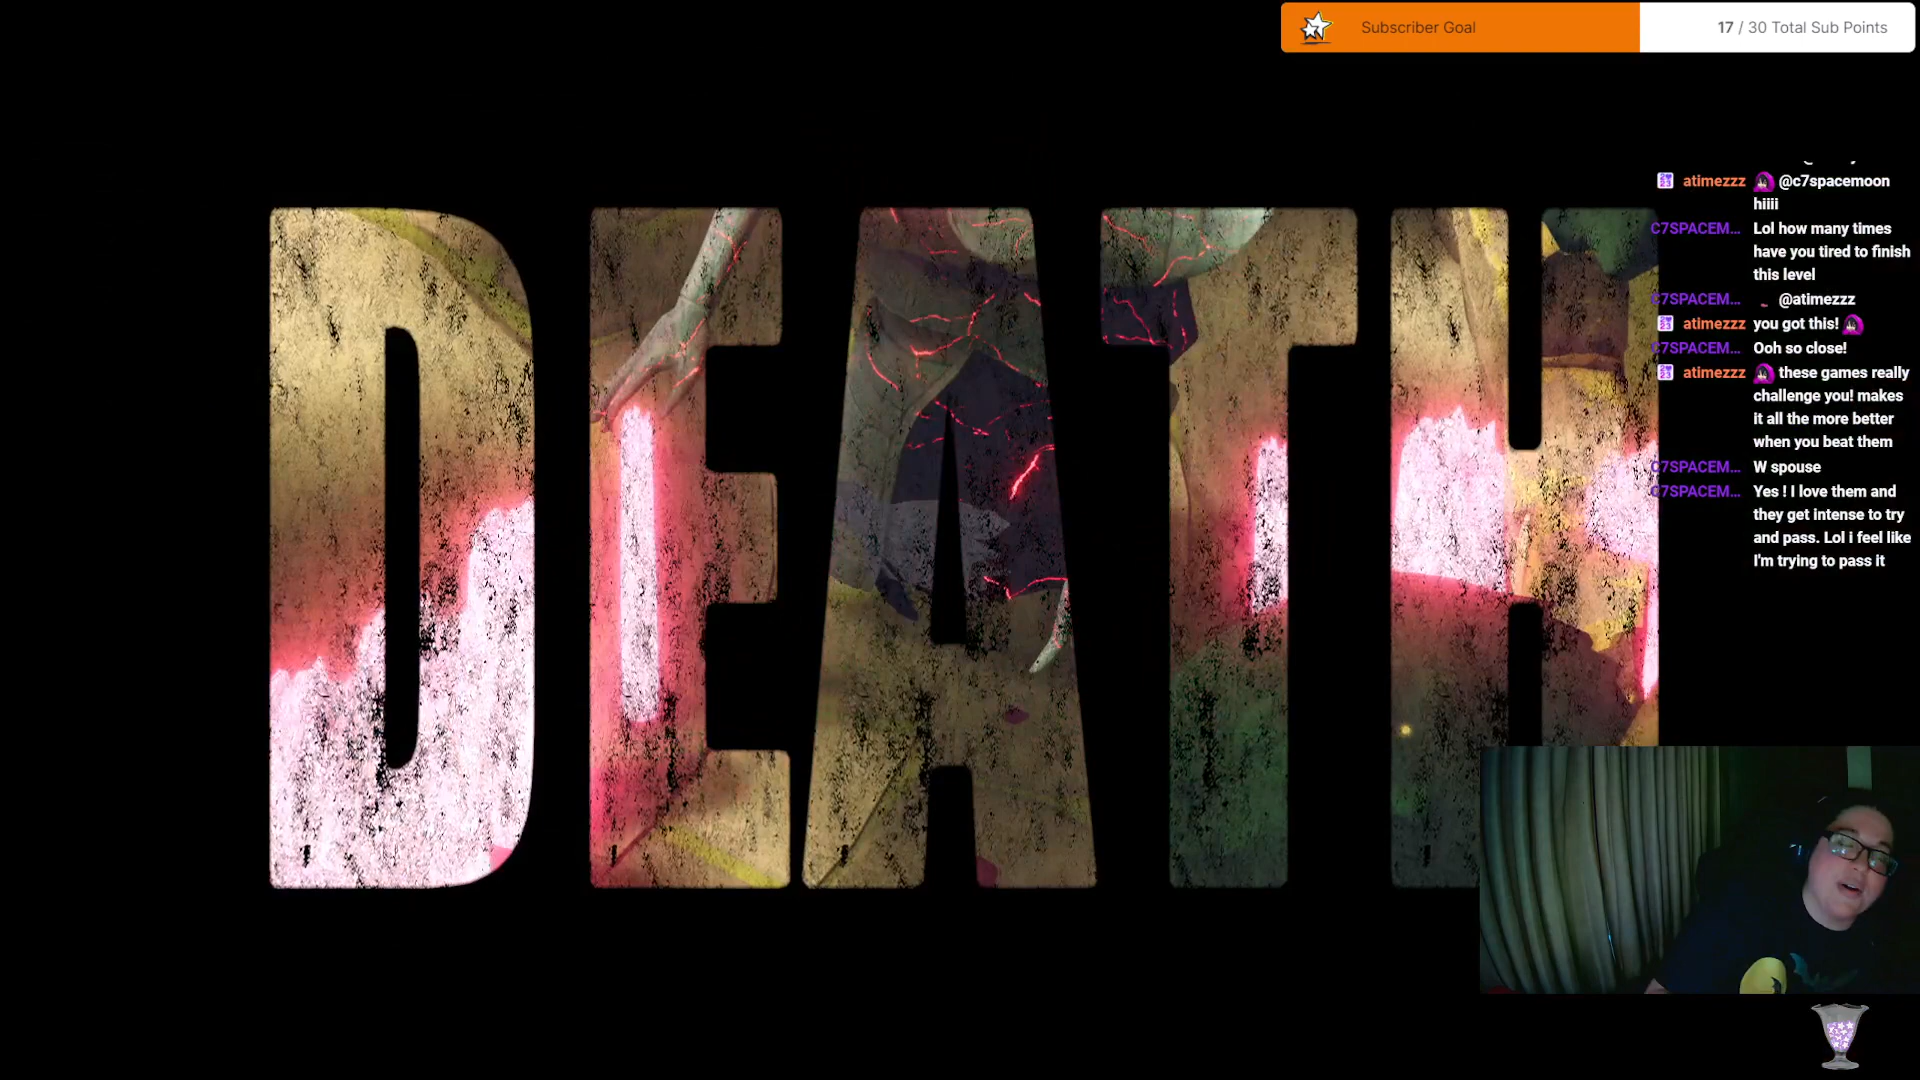 Subscriber Goal
17 / 30 Total Sub Points
atimezzz @c7spacemoon
hiiii
C7SPACEM... Lol how many times
have you tired to finish
this level
C7SPACEM... @atimezzz
atimezzz you got this!
C7SPACEM... Ooh so close!
atimezzz these games really
challenge you! makes
it all the more better
when you beat them
C7SPACEM... W spouse
C7SPACEM... Yes ! I love them and
they get intense to try
and pass. Lol i feel like
I'm trying to pass it
DEATH